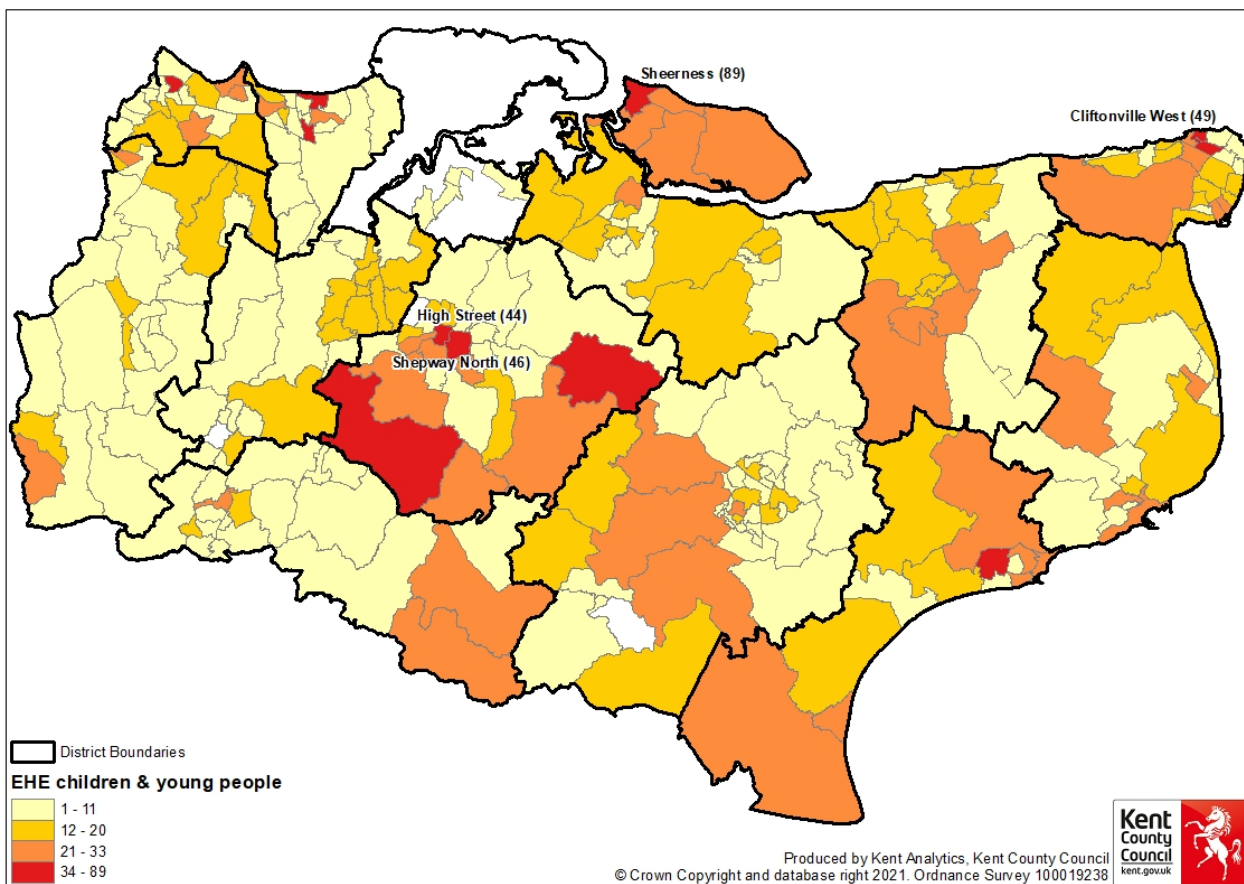 Sheerness (89)
Cliftonville West (49)
High Street (44)
Shepway North (46)
District Boundaries
EHE children & young people
1 - 11
12 - 20
21 - 33
34 - 89
Produced by Kent Analytics, Kent County Council
© Crown Copyright and database right 2021. Ordnance Survey 100019238
Kent
County
Council
kent.gov.uk